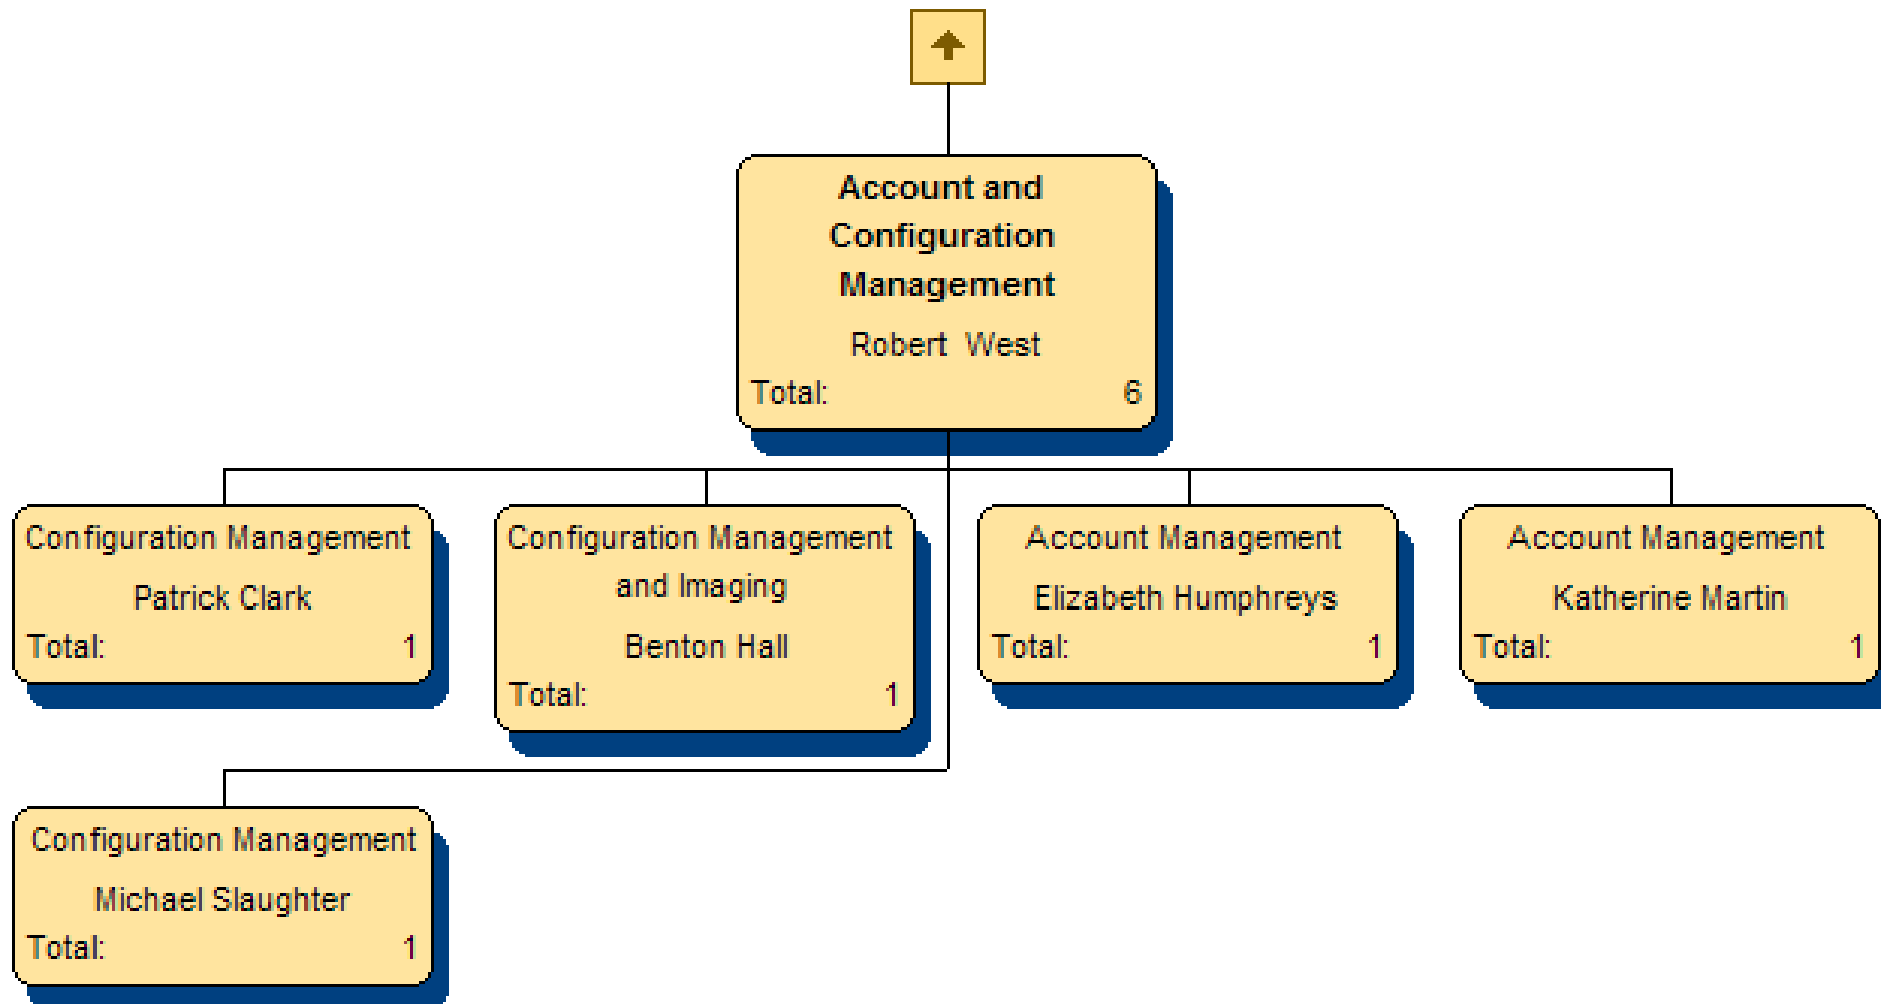 Account and
Configuration
Management
Robert West
Total: 6
Configuration Management
Patrick Clark
Total: 1
Configuration Management
and Imaging
Benton Hall
Total: 1
Account Management
Elizabeth Humphreys
Total: 1
Account Management
Katherine Martin
Total: 1
Configuration Management
Michael Slaughter
Total: 1